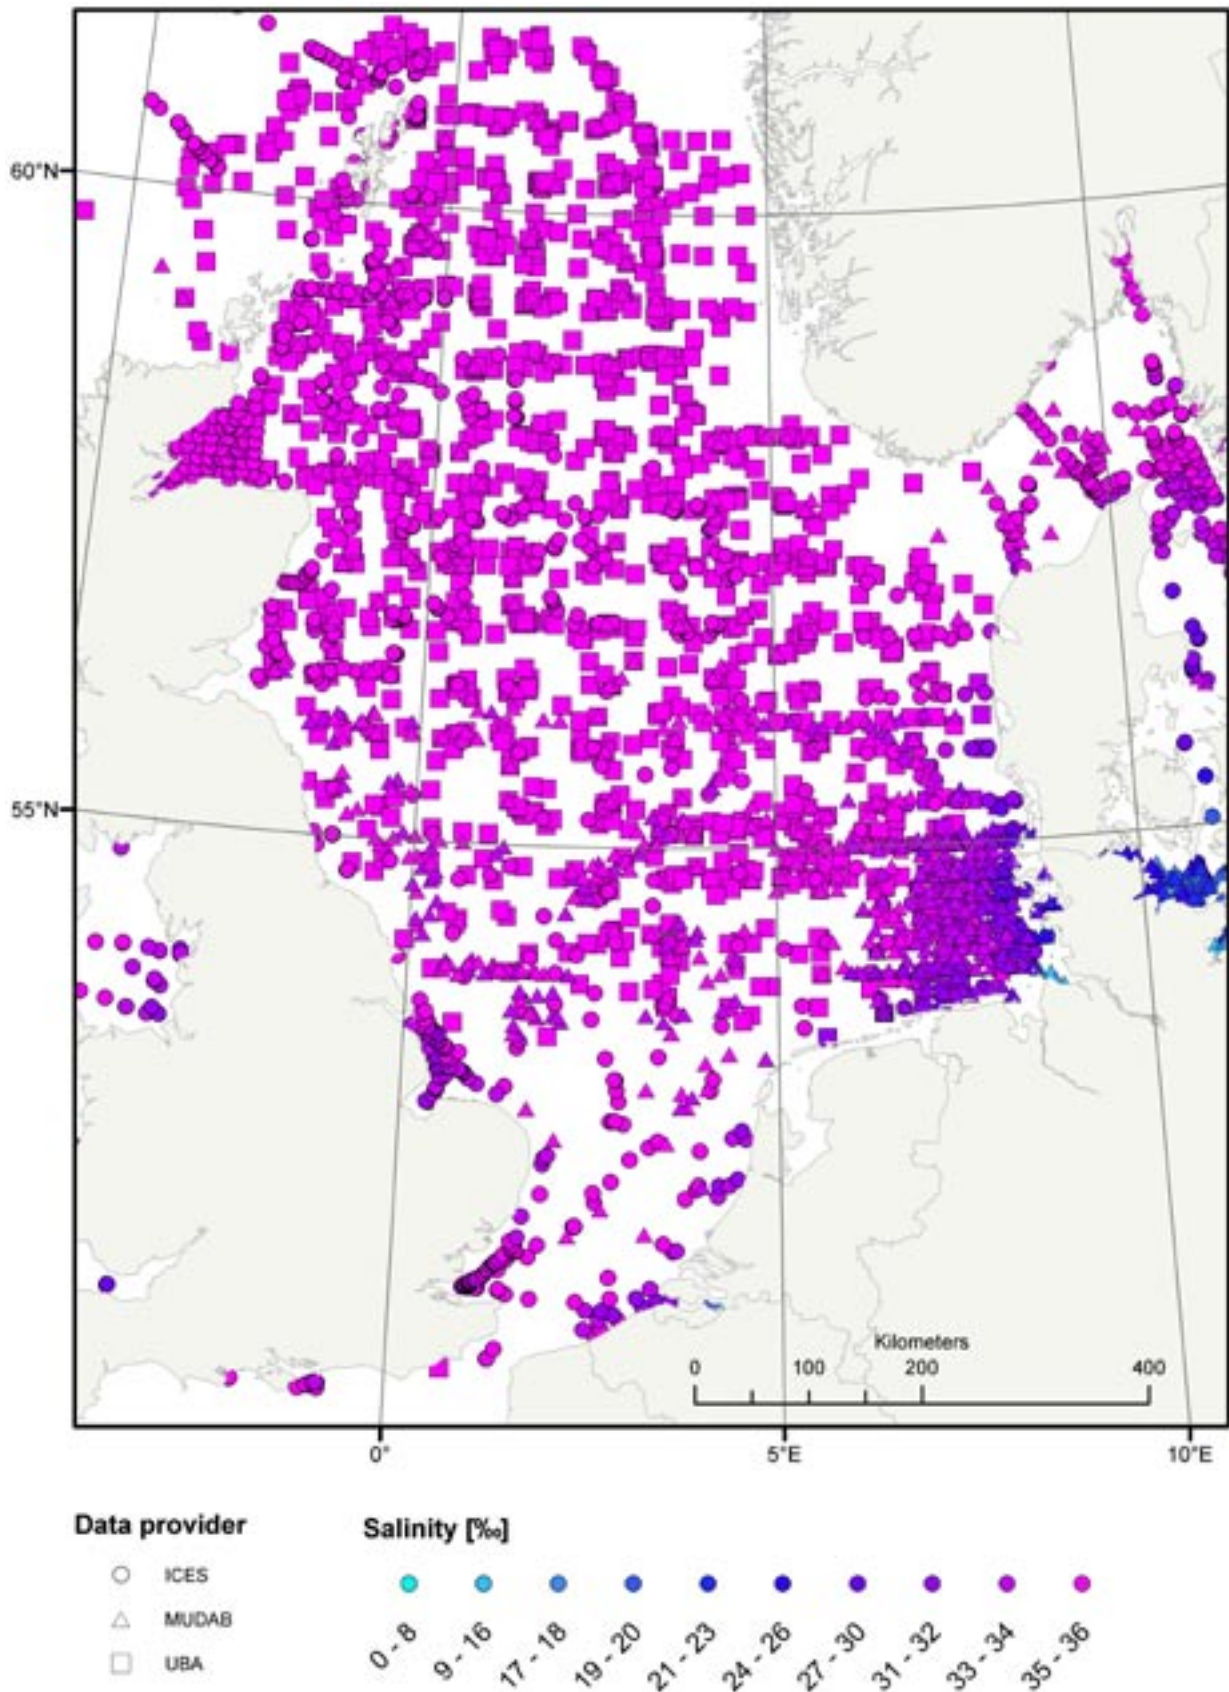 60°N
55°N
Kilometers
0 100 200 400
0° 5°E 10°E
Data provider
ICES
MUDAB
UBA
Salinity [‰]
0 - 8
9 - 16
17 - 18
19 - 20
21 - 23
24 - 26
27 - 30
31 - 32
33 - 34
35 - 36